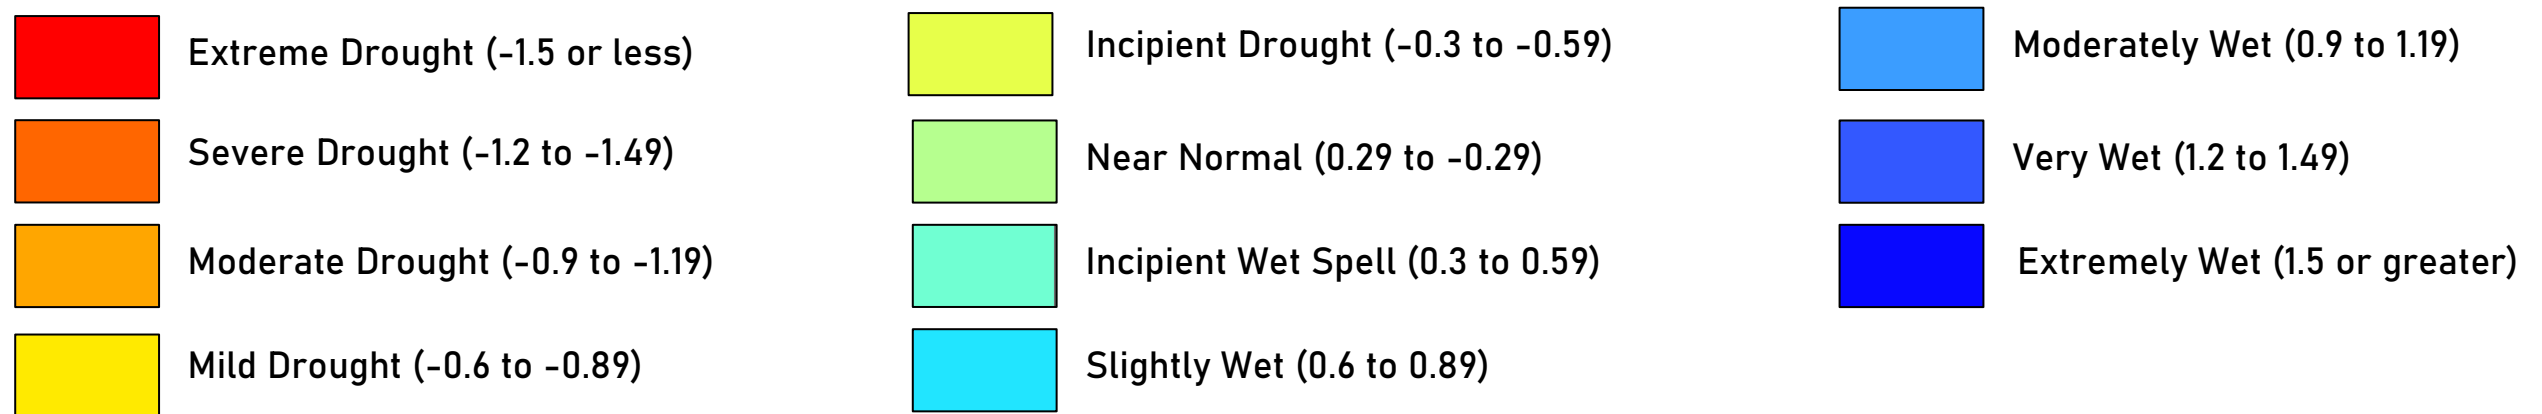 Extreme Drought (-1.5 or less)
Severe Drought (-1.2 to -1.49)
Moderate Drought (-0.9 to -1.19)
Mild Drought (-0.6 to -0.89)
Incipient Drought (-0.3 to -0.59)
Near Normal (0.29 to -0.29)
Incipient Wet Spell (0.3 to 0.59)
Slightly Wet (0.6 to 0.89)
Moderately Wet (0.9 to 1.19)
Very Wet (1.2 to 1.49)
Extremely Wet (1.5 or greater)